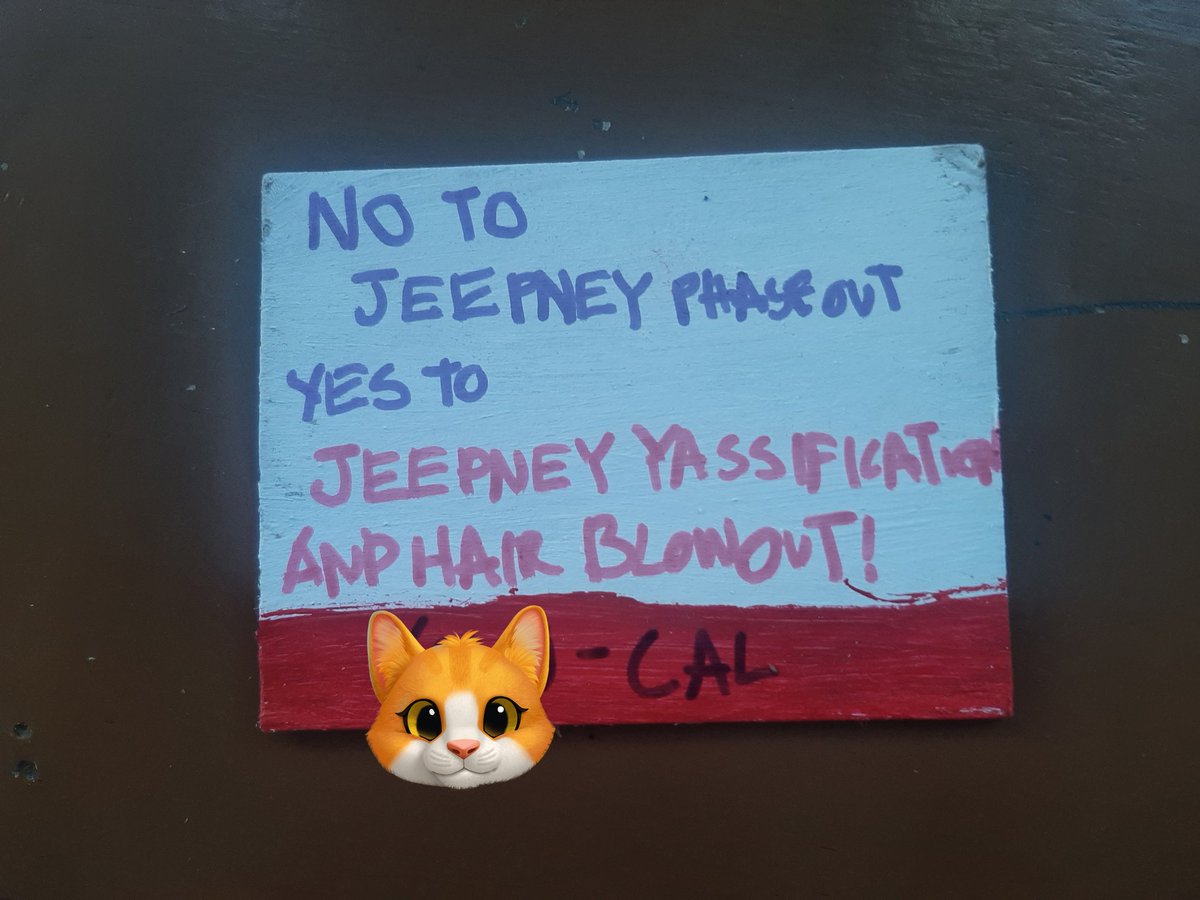 NO TO
JEEPNEY PHASEOUT
YES TO
JEEPNEY YASSIFICATION
AND HAIR BLOWOUT!
-CAL